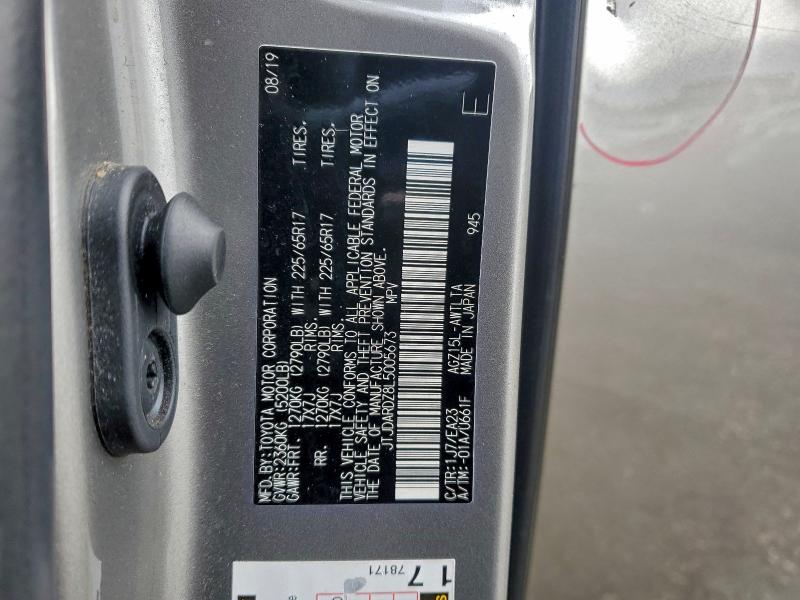 MFD.BY:TOYOTA MOTOR CORPORATION 08/19
GVWR:2360KG (5200LB)
GAWR:FRT. 1270KG (2790LB) WITH 225/65R17 TIRES,
17X7J RIMS,
RR. 1270KG (2790LB) WITH 225/65R17 TIRES,
17X7J RIMS.
THIS VEHICLE CONFORMS TO ALL APPLICABLE FEDERAL MOTOR
VEHICLE SAFETY AND THEFT PREVENTION STANDARDS IN EFFECT ON
THE DATE OF MANUFACTURE SHOWN ABOVE.
JTJDARDZ8L5005673 MPV
C/TR:1J7/EA23 AGZ15L-AWTLTA 945 E
A/TM:-01A/U661F MADE IN JAPAN
17
78171